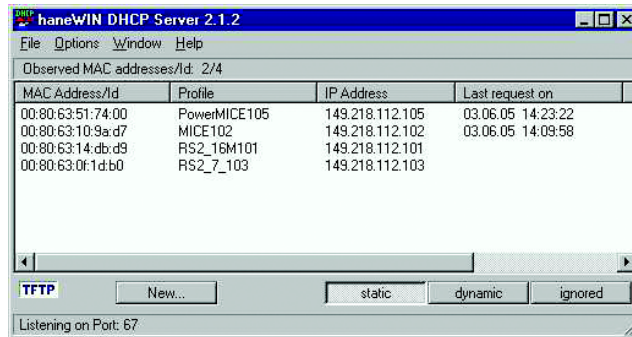 DHCP haneWIN DHCP Server 2.1.2
File Options Window Help
Observed MAC addresses/Id: 2/4
MAC Address/Id Profile IP Address Last request on
00:80:63:51:74:00 PowerMICE105 149.218.112.105 03.06.05 14:23:22
00:80:63:10:9a:d7 MICE102 149.218.112.102 03.06.05 14:09:58
00:80:63:14:db:d9 RS2_16M101 149.218.112.101
00:80:63:0f:1d:b0 RS2_7_103 149.218.112.103
TFTP New... static dynamic ignored
Listening on Port: 67